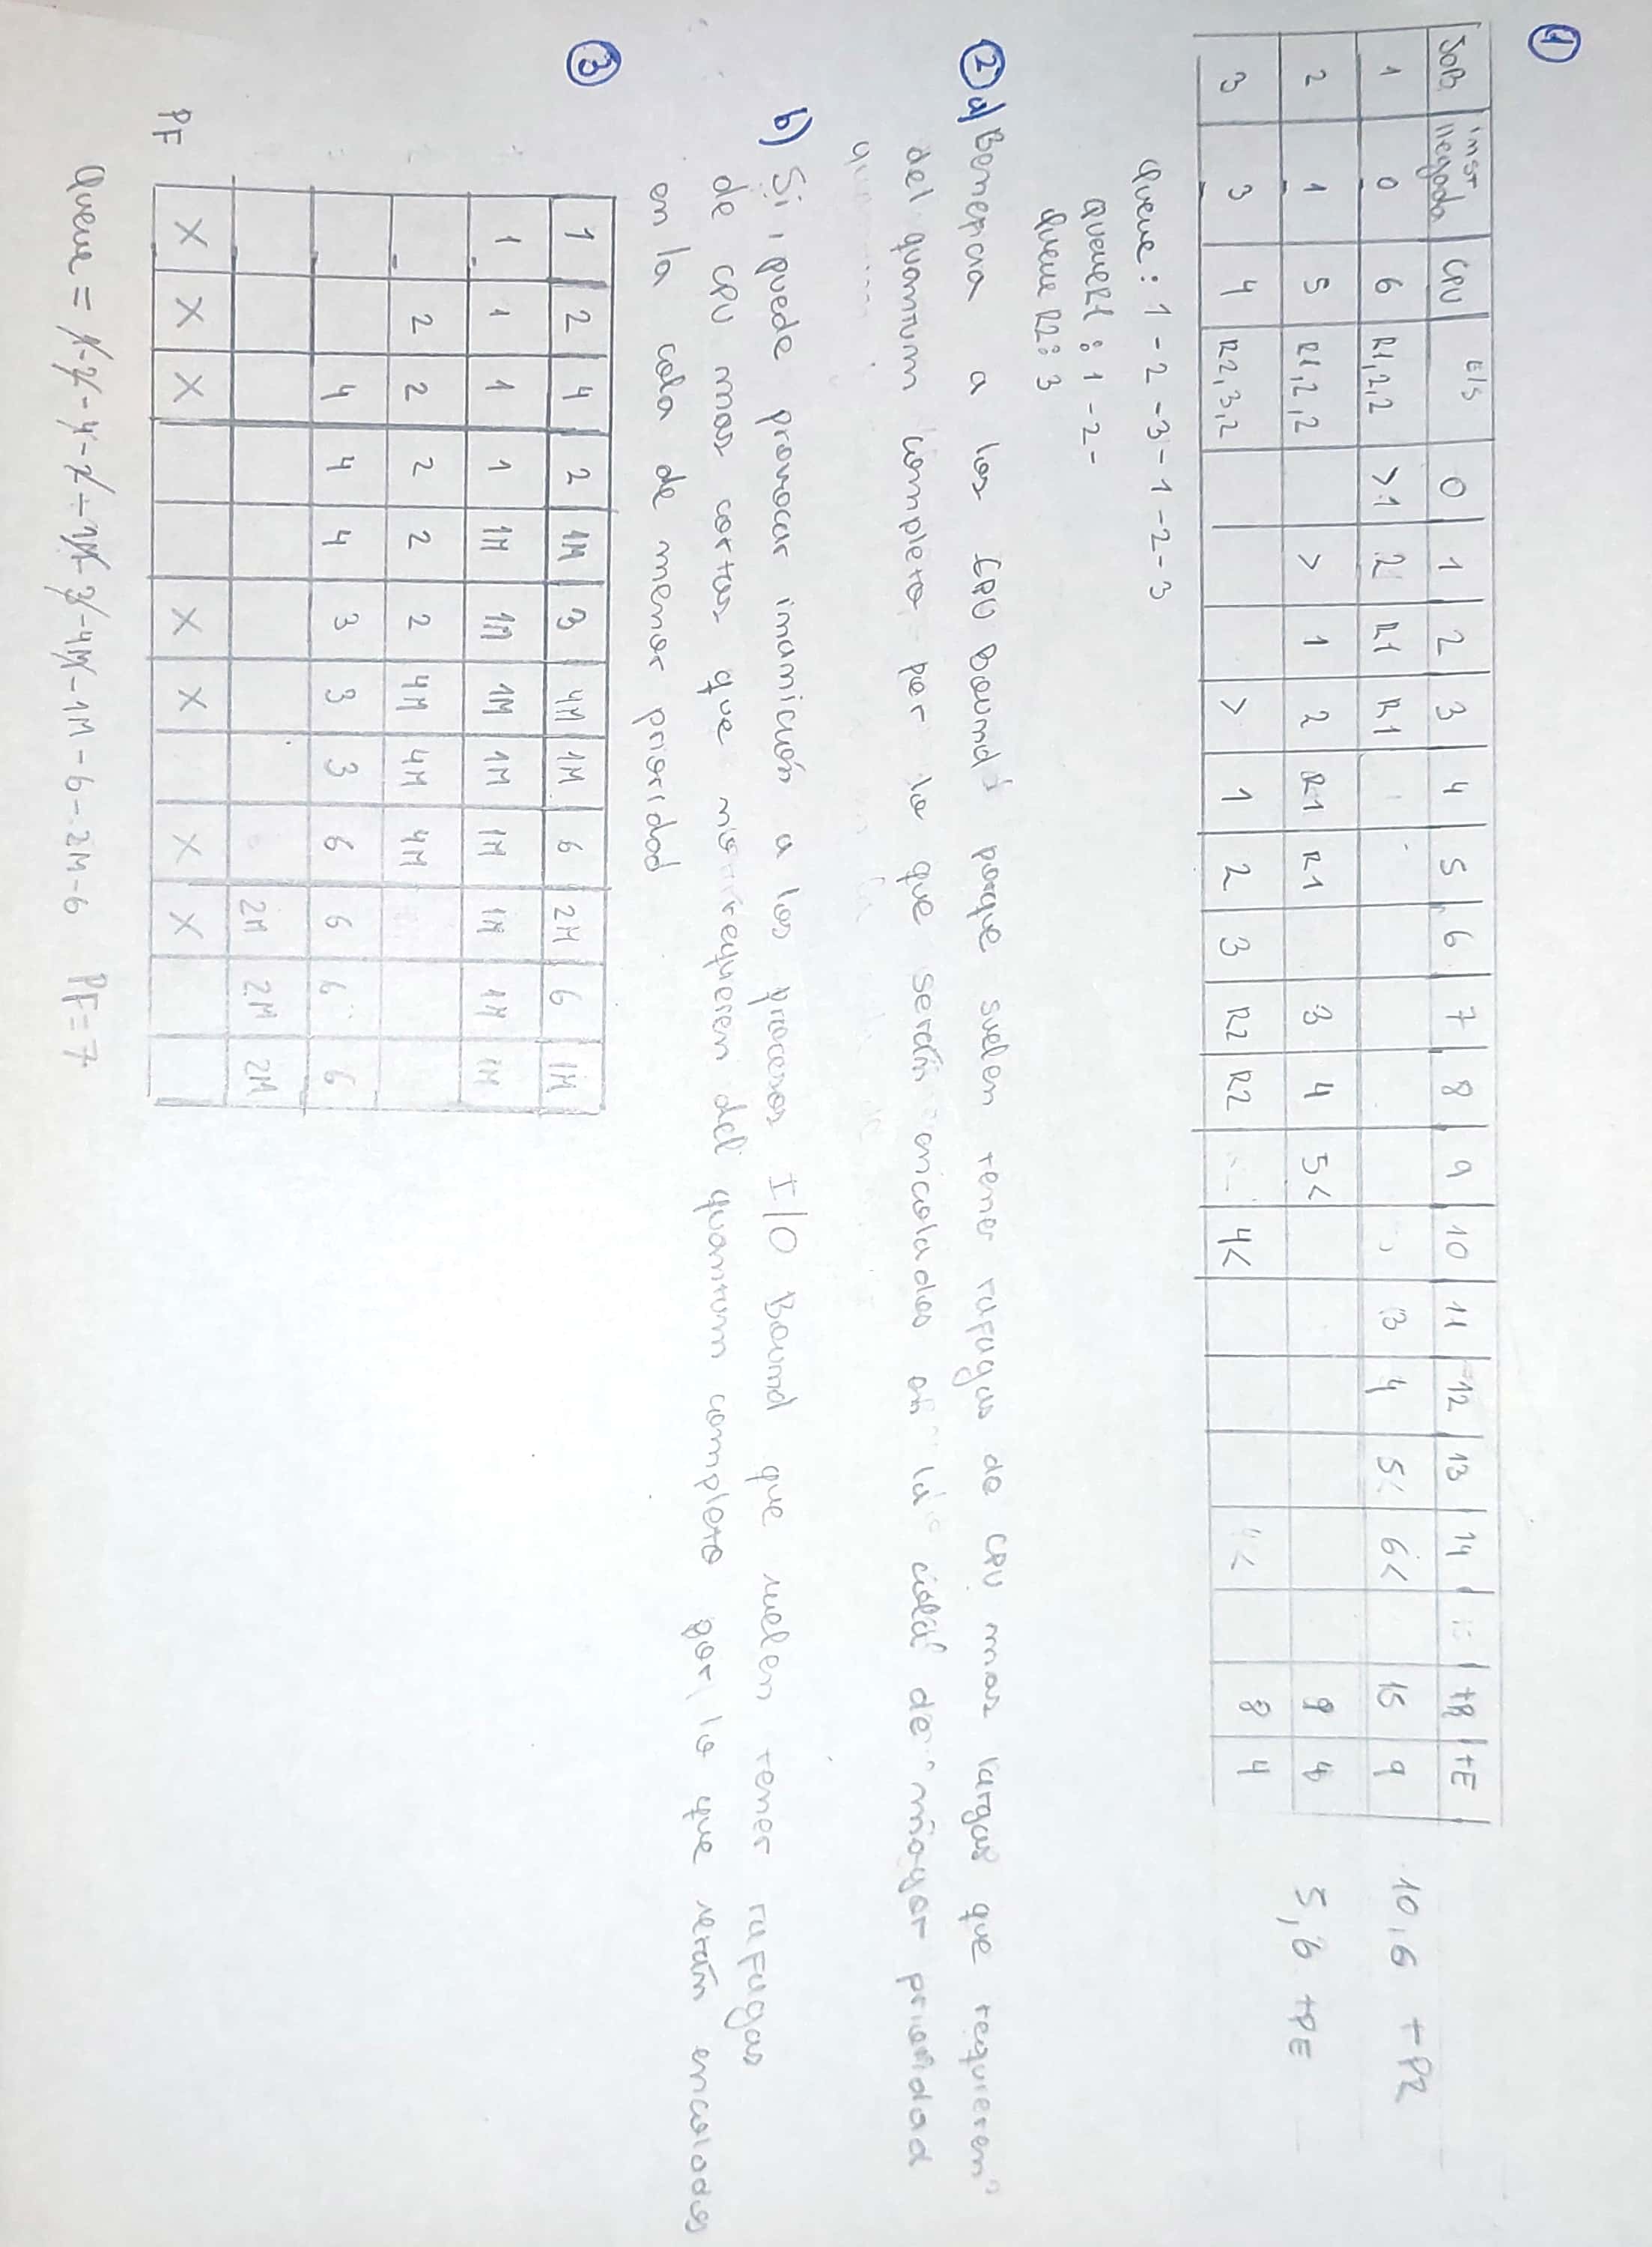 1
JOB inst llegada CPU E/S 0 1 2 3 4 5 6 7 8 9 10 11 12 13 14 tR tE
1 0 6 R1,2,2 >1 2 R1 R1 3 4 5< 6< 15 9
2 1 5 R1,2,2 > 1 2 R1 R1 3 4 5< 9 4
3 3 4 R2,3,2 > 1 2 3 R2 R2 4< 8 4
10,6 tPR
5,6 tPE
Queue: 1-2-3-1-2-3
QueueR1: 1-2-
Queue R2: 3
2 a) Benericia a los CPU Bound porque suelen tener rafagas de CPU mas largas que requieren
del quantum completo por lo que serán encolados en la cola de mayor prioridad
b) Si, puede provocar inanición a los procesos I/O Bound que suelen tener rafagas
de CPU mas cortas que no requieren del quantum completo por lo que serán encolados
en la cola de menor prioridad
3
1 2 4 2 1M 3 4M 1M 6 2M 6 1M
1 1 1 1 1M 1M 1M 1M 1M 1M 1M 1M
2 2 2 2 2 4M 4M 4M
4 4 4 3 3 3 6 6 6 6
2M 2M 2M
PF X X X X X X X
Queue = 1-2-4-2-1M-3-4M-1M-6-2M-6 PF=7